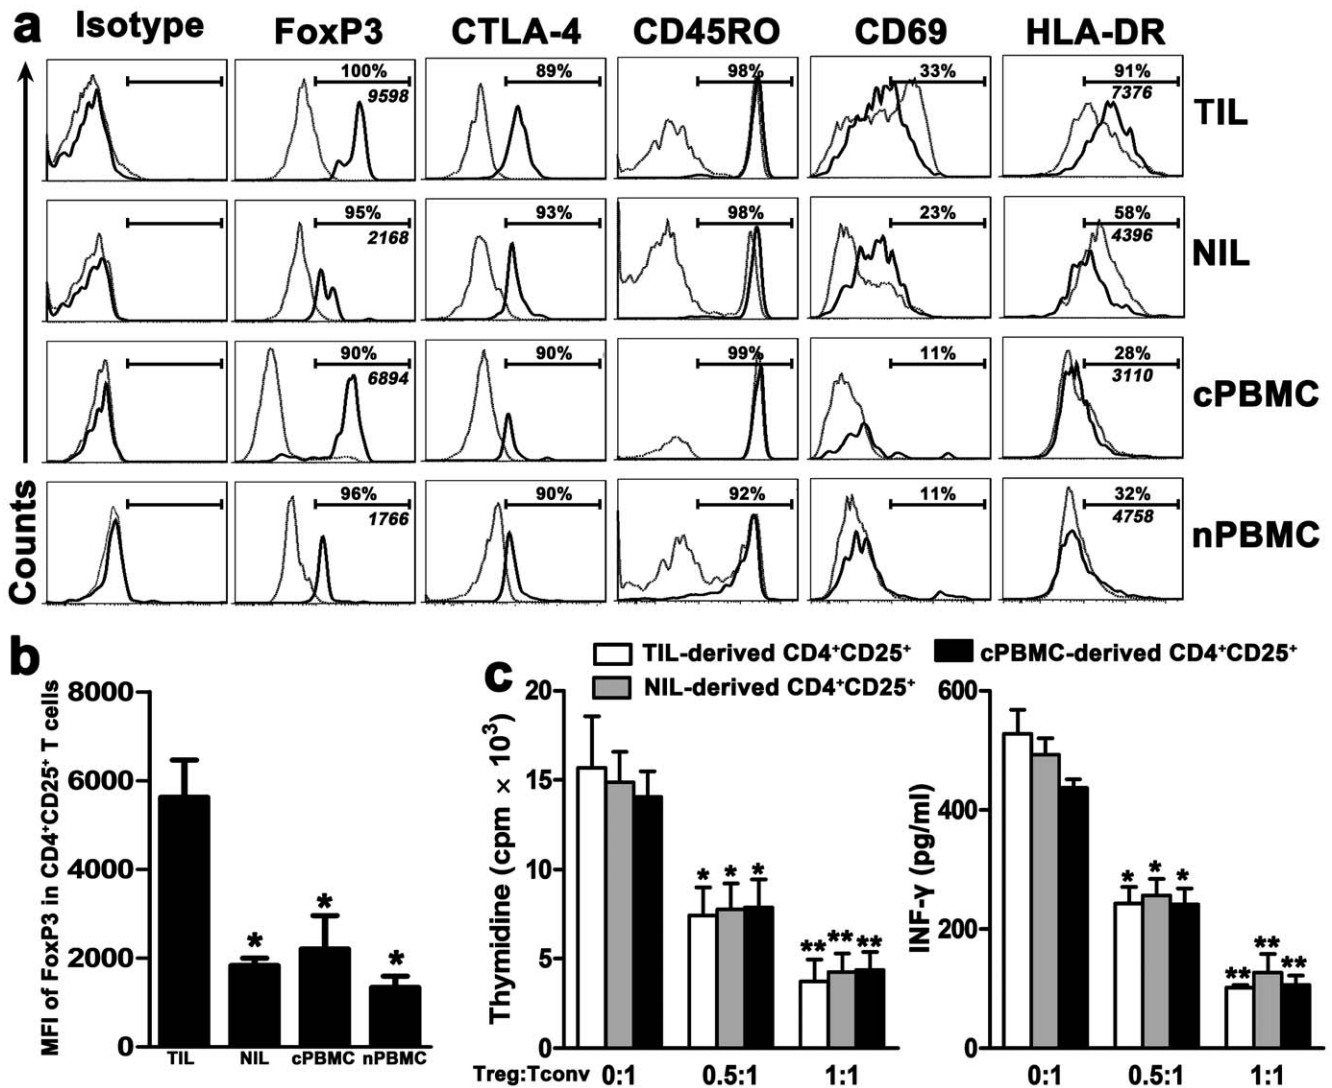 a Isotype FoxP3 CTLA-4 CD45RO CD69 HLA-DR
100% 89% 98% 33% 91%
9598 7376
TIL
95% 93% 98% 23% 58%
2168 4396
NIL
90% 90% 99% 11% 28%
6894 3110
cPBMC
96% 90% 92% 11% 32%
1766 4758
nPBMC
Counts
b
MFI of FoxP3 in CD4⁺CD25⁺ T cells
8000
6000
4000
2000
0
* * *
TIL NIL cPBMC nPBMC
c
TIL-derived CD4⁺CD25⁺ cPBMC-derived CD4⁺CD25⁺
NIL-derived CD4⁺CD25⁺
Thymidine (cpm × 10³)
20
15
10
5
0
* * *
** ** **
Treg:Tconv 0:1 0.5:1 1:1
INF-γ (pg/ml)
600
400
200
0
* * *
** ** **
0:1 0.5:1 1:1